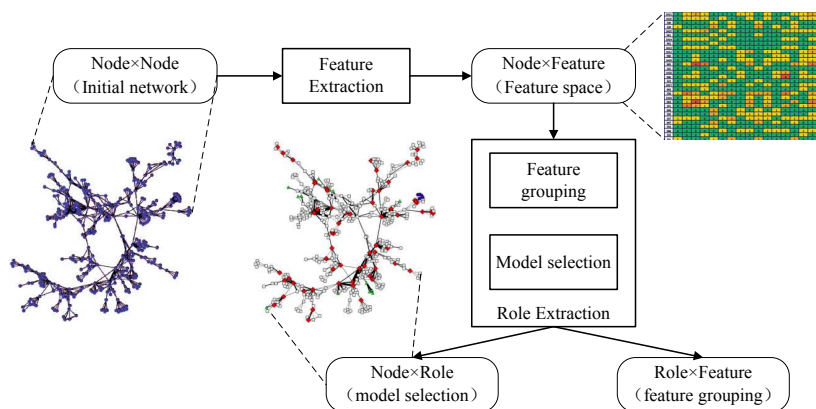 Node×Node
（Initial network）
Feature
Extraction
Node×Feature
（Feature space）
Feature
grouping
Model selection
Role Extraction
Node×Role
（model selection）
Role×Feature
（feature grouping）